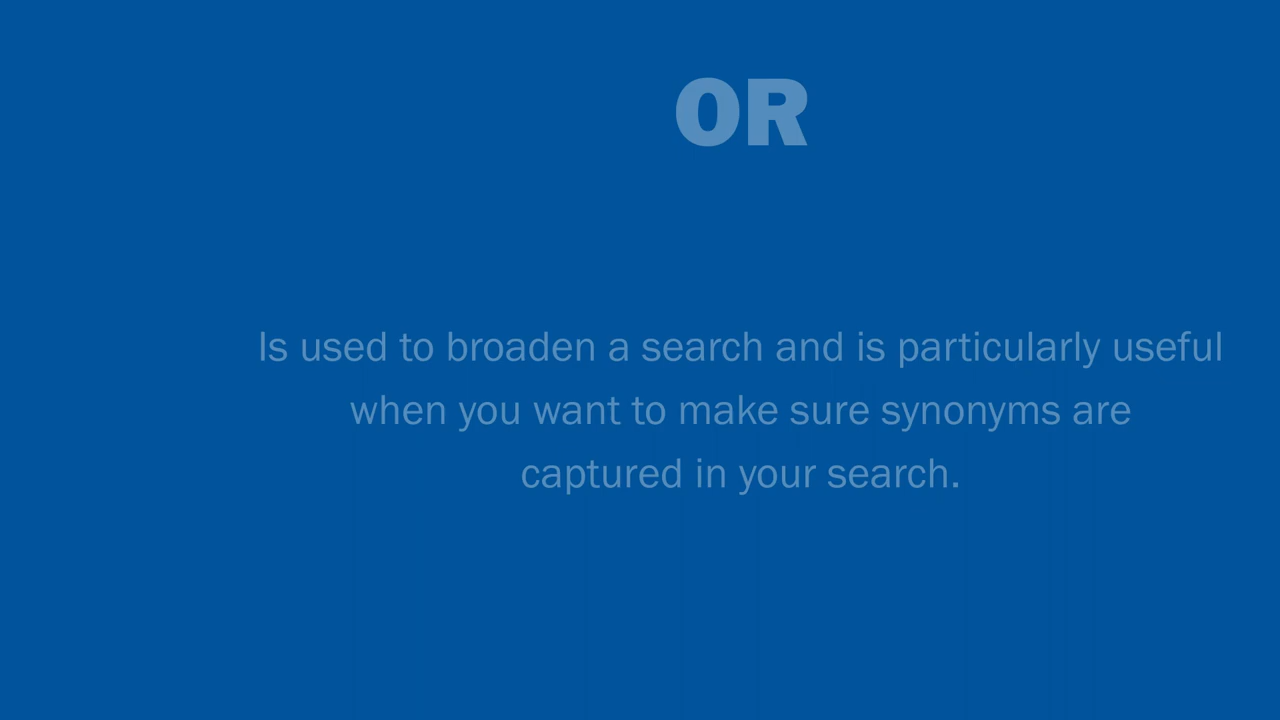 OR
Is used to broaden a search and is particularly useful
when you want to make sure synonyms are
captured in your search.